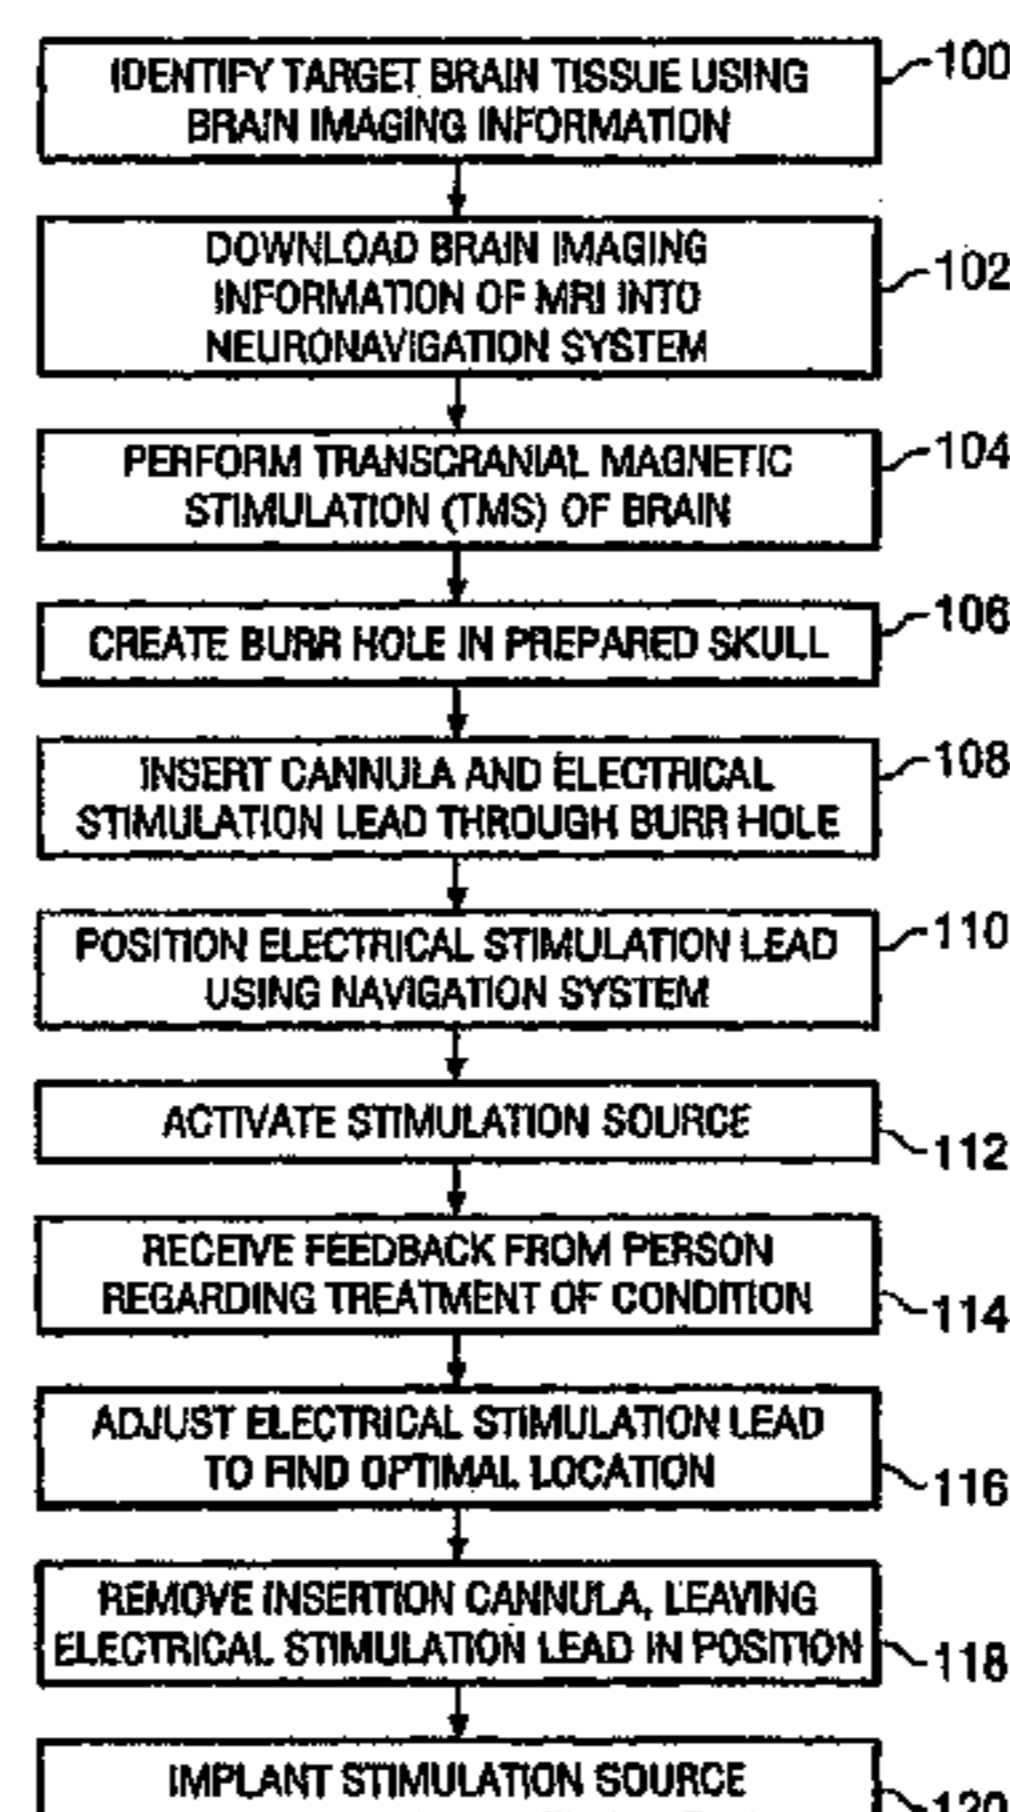 IDENTIFY TARGET BRAIN TISSUE USING
BRAIN IMAGING INFORMATION
100
DOWNLOAD BRAIN IMAGING
INFORMATION OF MRI INTO
NEURONAVIGATION SYSTEM
102
PERFORM TRANSCRANIAL MAGNETIC
STIMULATION (TMS) OF BRAIN
104
CREATE BURR HOLE IN PREPARED SKULL
106
INSERT CANNULA AND ELECTRICAL
STIMULATION LEAD THROUGH BURR HOLE
108
POSITION ELECTRICAL STIMULATION LEAD
USING NAVIGATION SYSTEM
110
ACTIVATE STIMULATION SOURCE
112
RECEIVE FEEDBACK FROM PERSON
REGARDING TREATMENT OF CONDITION
114
ADJUST ELECTRICAL STIMULATION LEAD
TO FIND OPTIMAL LOCATION
116
REMOVE INSERTION CANNULA, LEAVING
ELECTRICAL STIMULATION LEAD IN POSITION
118
IMPLANT STIMULATION SOURCE
120